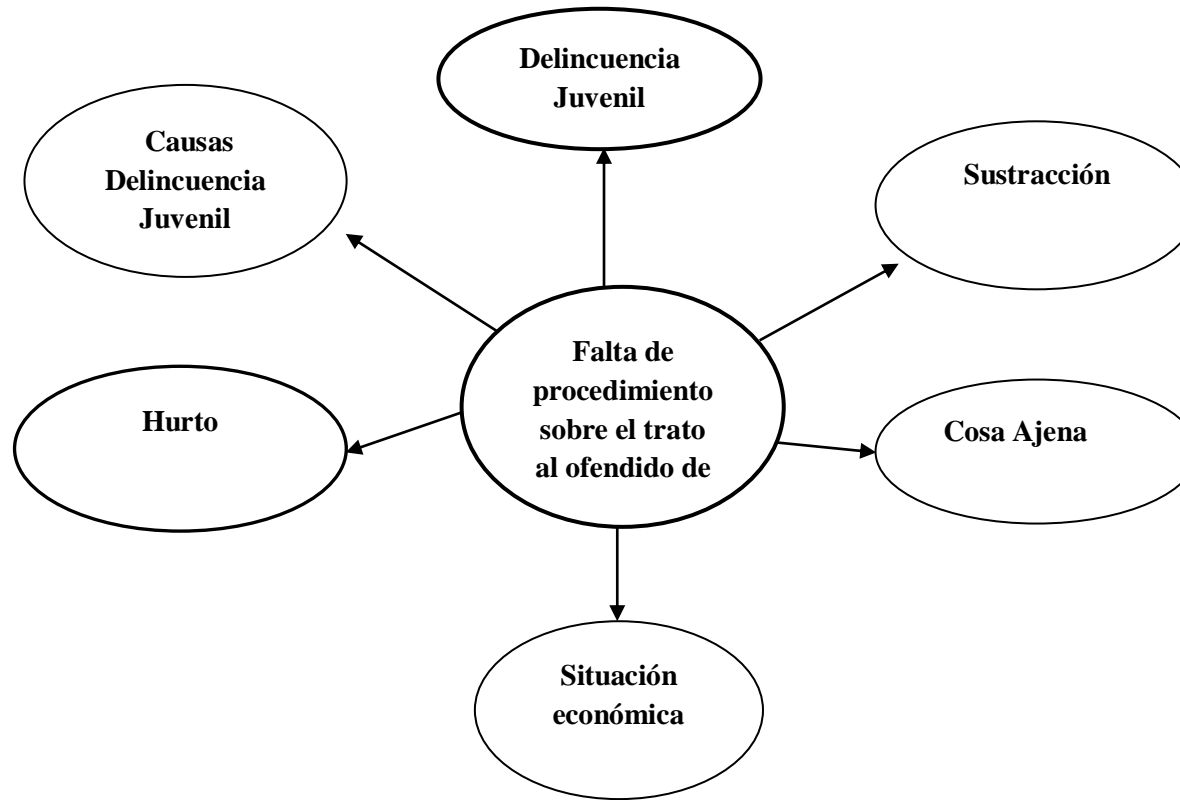 Delincuencia
Juvenil
Causas
Delincuencia
Juvenil
Sustracción
Falta de
procedimiento
sobre el trato
al ofendido de
Hurto
Cosa Ajena
Situación
económica